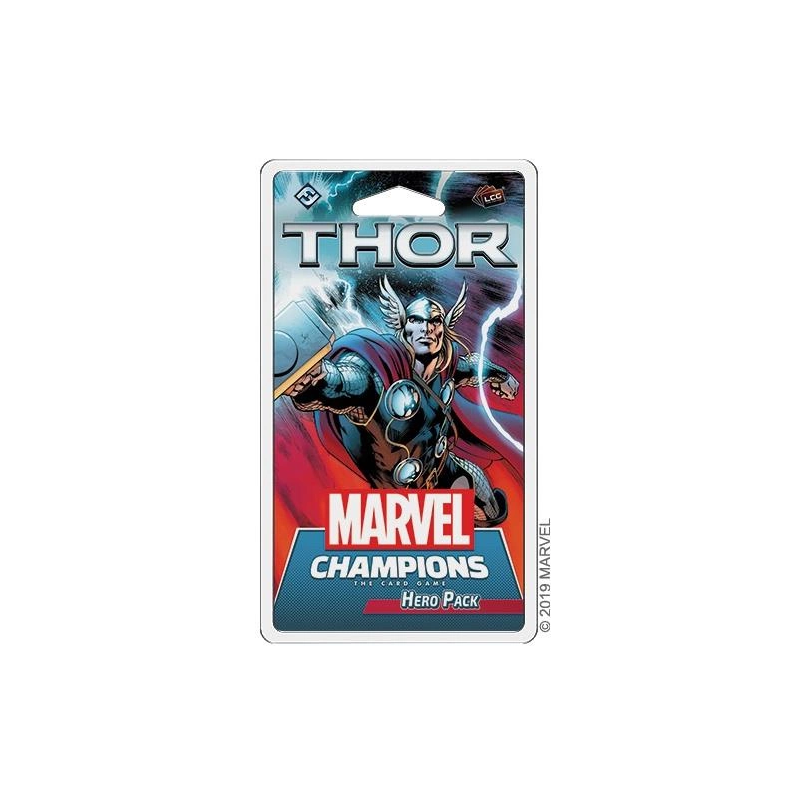 LCG
THOR
MARVEL
CHAMPIONS
THE CARD GAME
HERO PACK
© 2019 MARVEL